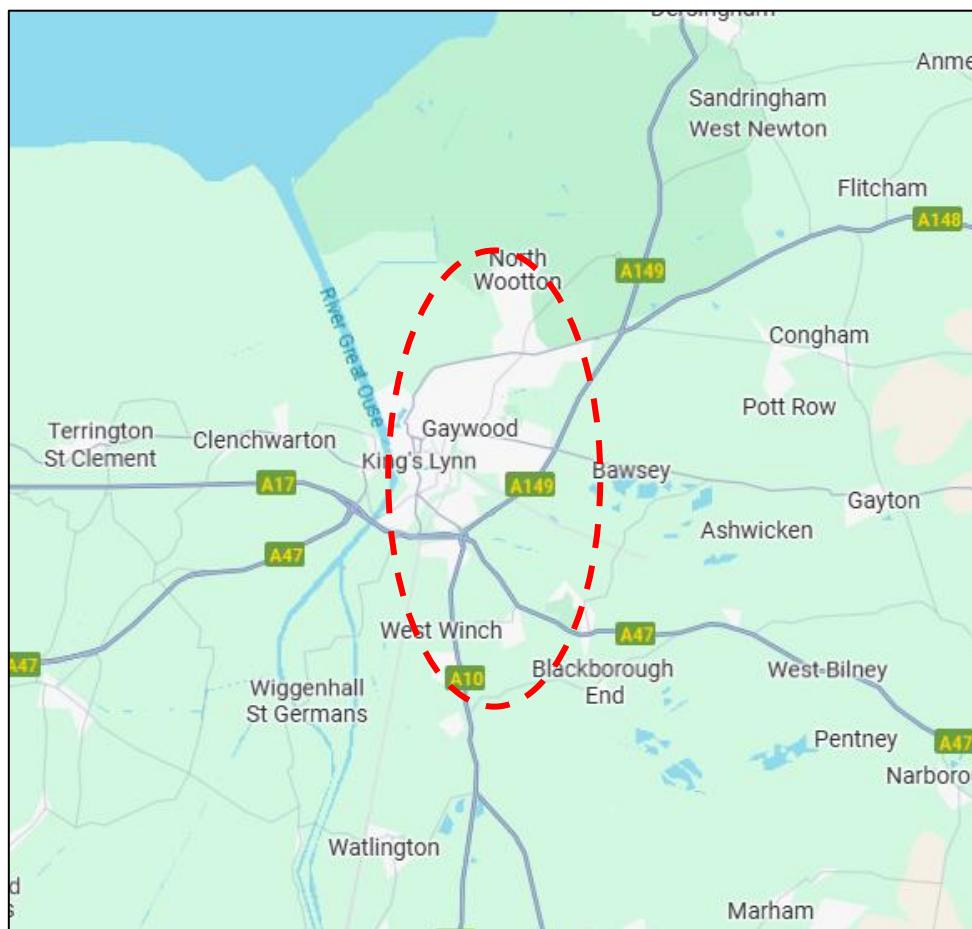 Dersingham
Anme
Sandringham
West Newton
Flitcham
A148
North
Wootton
A149
River Great Ouse
Congham
Pott Row
Terrington
St Clement
Clenchwarton
Gaywood
King's Lynn
Bawsey
A17
A149
Gayton
Ashwicken
A47
West Winch
A47
A47
A10
Blackborough
End
West-Bilney
Wiggenhall
St Germans
Pentney
A47
Narboro
Watlington
d
Marham